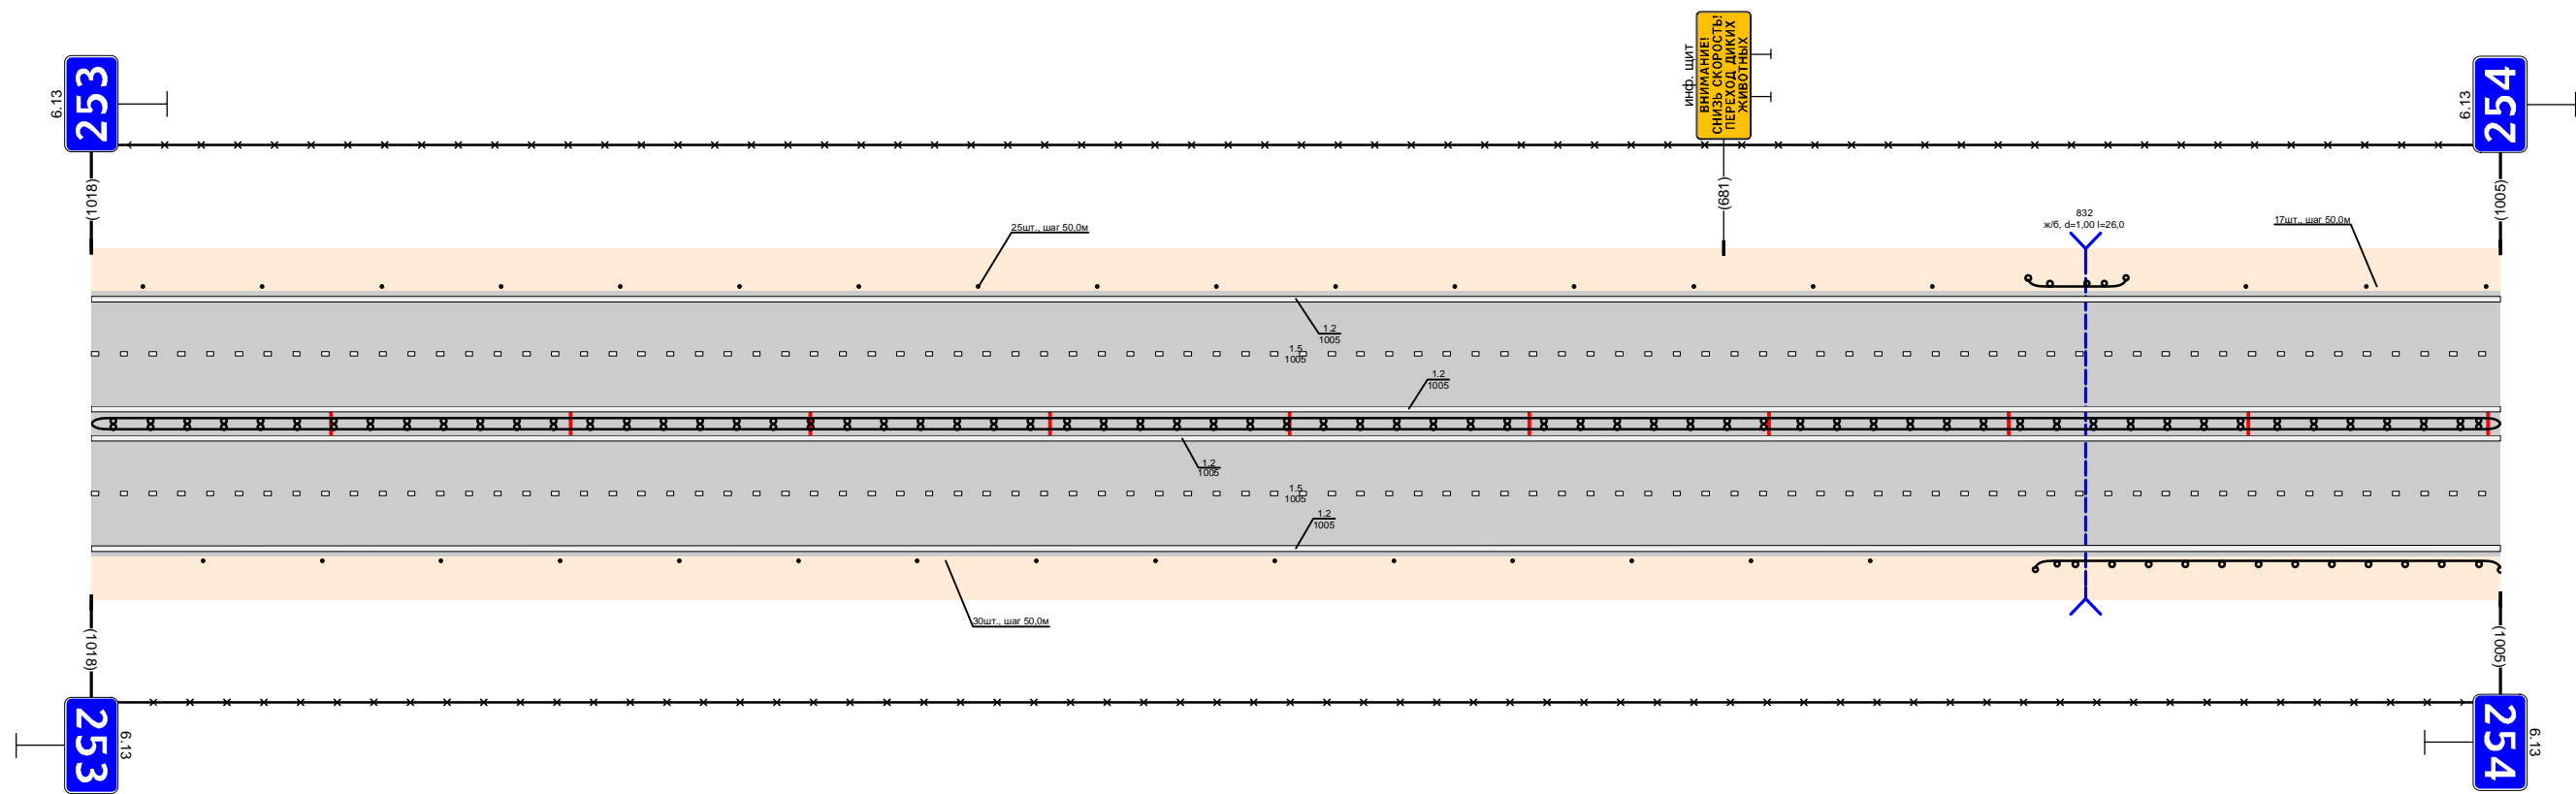 253
6.13
(1018)
инф. щит
ВНИМАНИЕ!
СНИЗЬ СКОРОСТЬ!
ПЕРЕХОД ДИКИХ
ЖИВОТНЫХ
(681)
254
6.13
(1005)
25шт., шаг 50,0м
832
ж/б, d=1,00 l=26,0
17шт., шаг 50,0м
1.2
1005
1.5
1005
1.2
1005
1.2
1005
1.5
1005
1.2
1005
30шт., шаг 50,0м
(1018)
253
6.13
(1005)
254
6.13